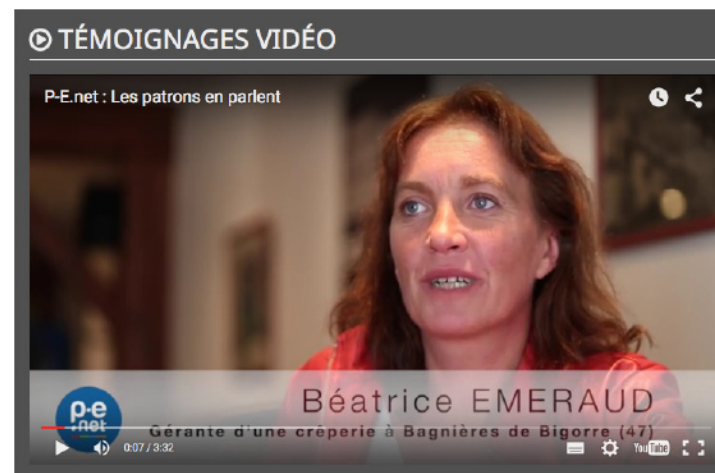 TÉMOIGNAGES VIDÉO
P-E.net : Les patrons en parlent
Béatrice EMERAUD
p-e
.net
Gérante d'une crêperie à Bagnières de Bigorre (47)
0:07 / 3:32
YouTube